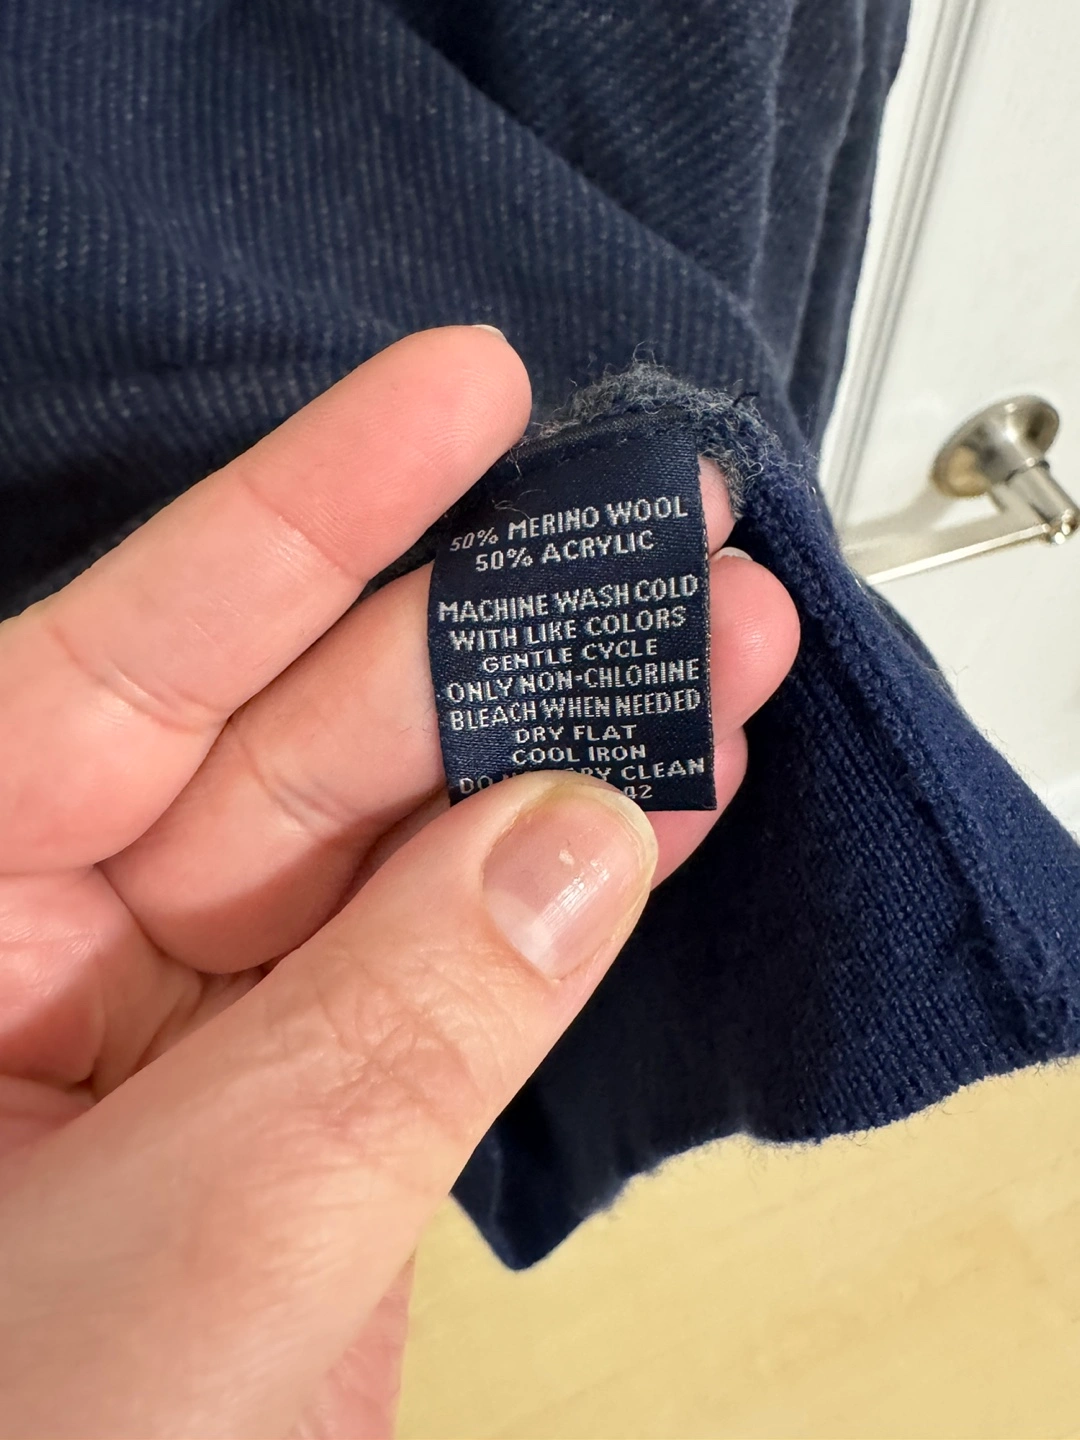 50% MERINO WOOL
50% ACRYLIC
MACHINE WASH COLD
WITH LIKE COLORS
GENTLE CYCLE
ONLY NON-CHLORINE
BLEACH WHEN NEEDED
DRY FLAT
COOL IRON
DO CLEAN
42